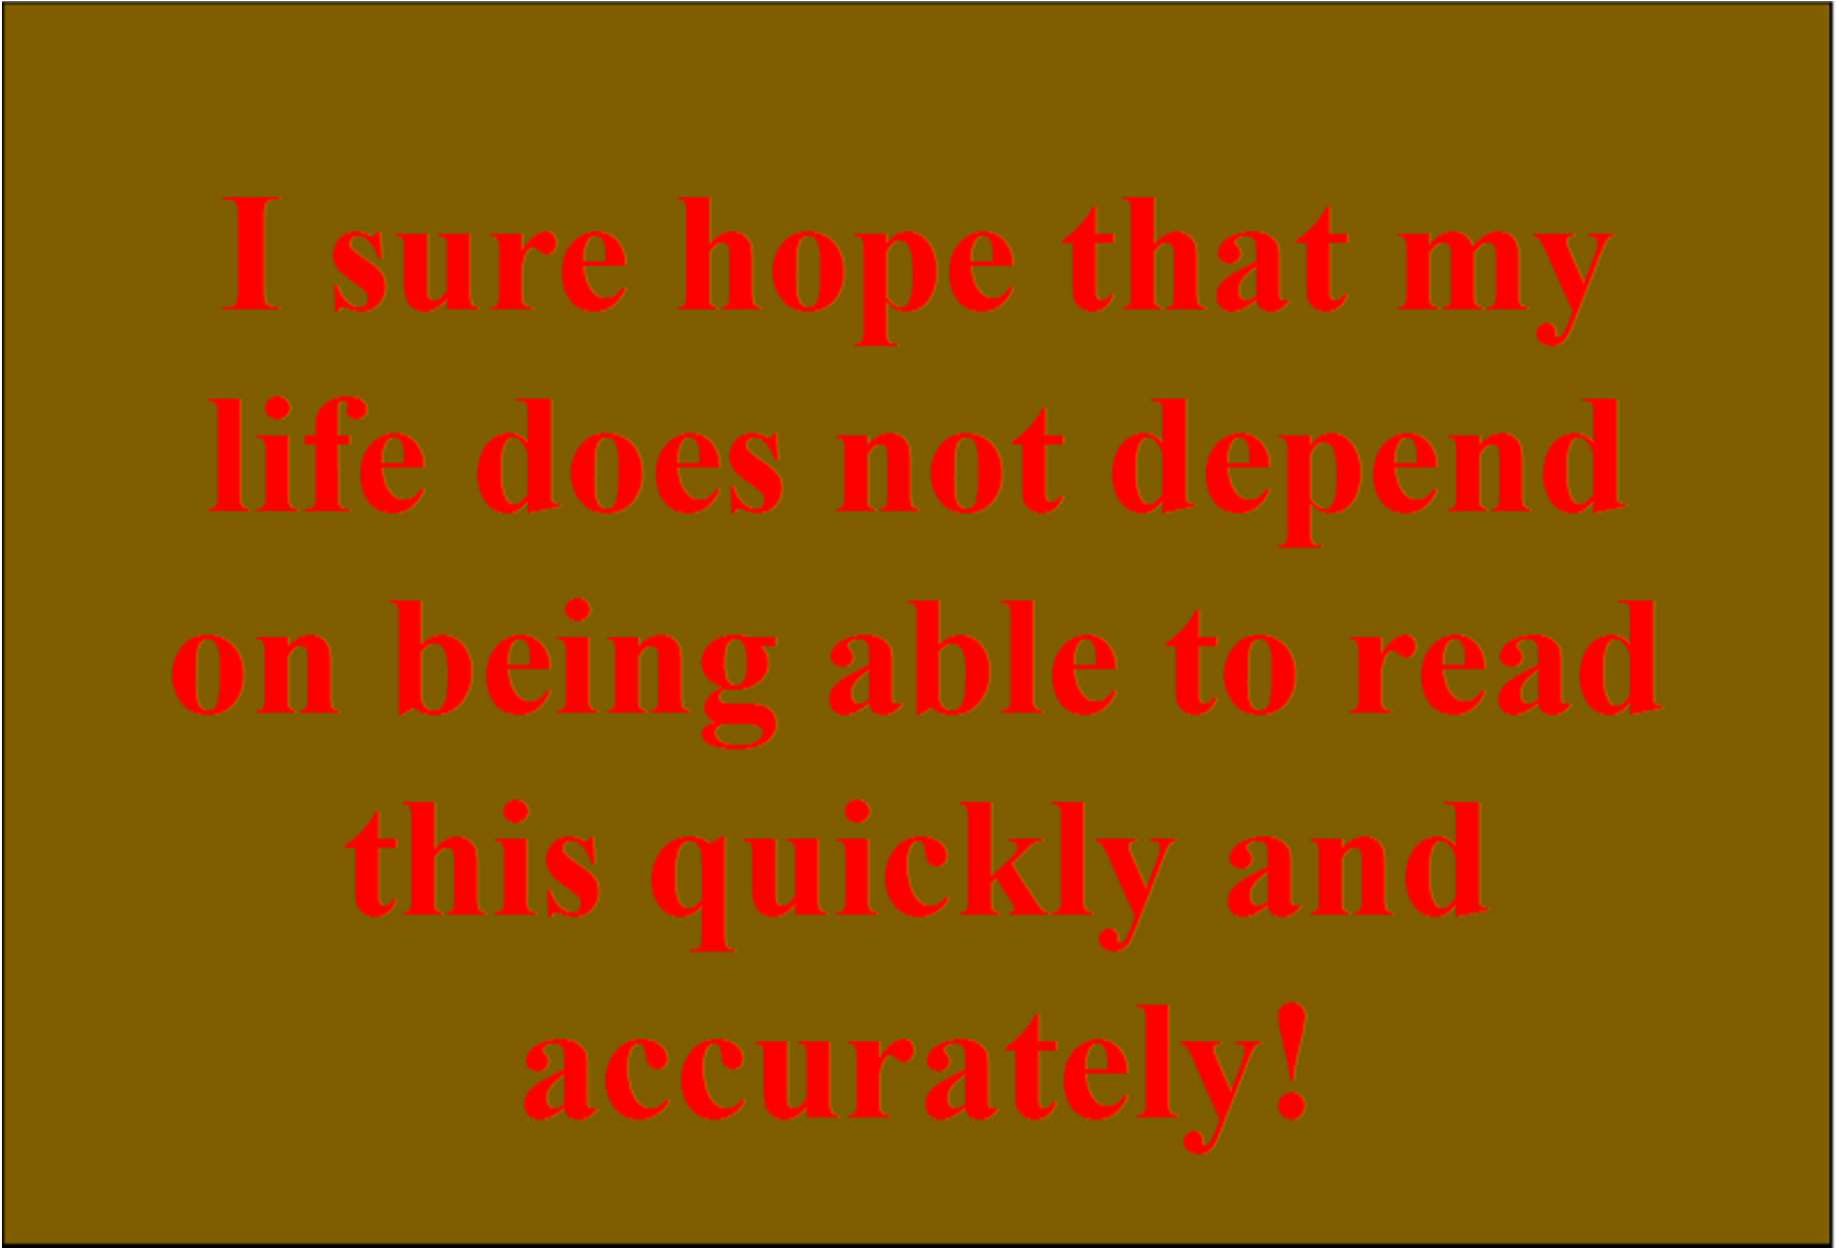 I sure hope that my
life does not depend
on being able to read
this quickly and
accurately!